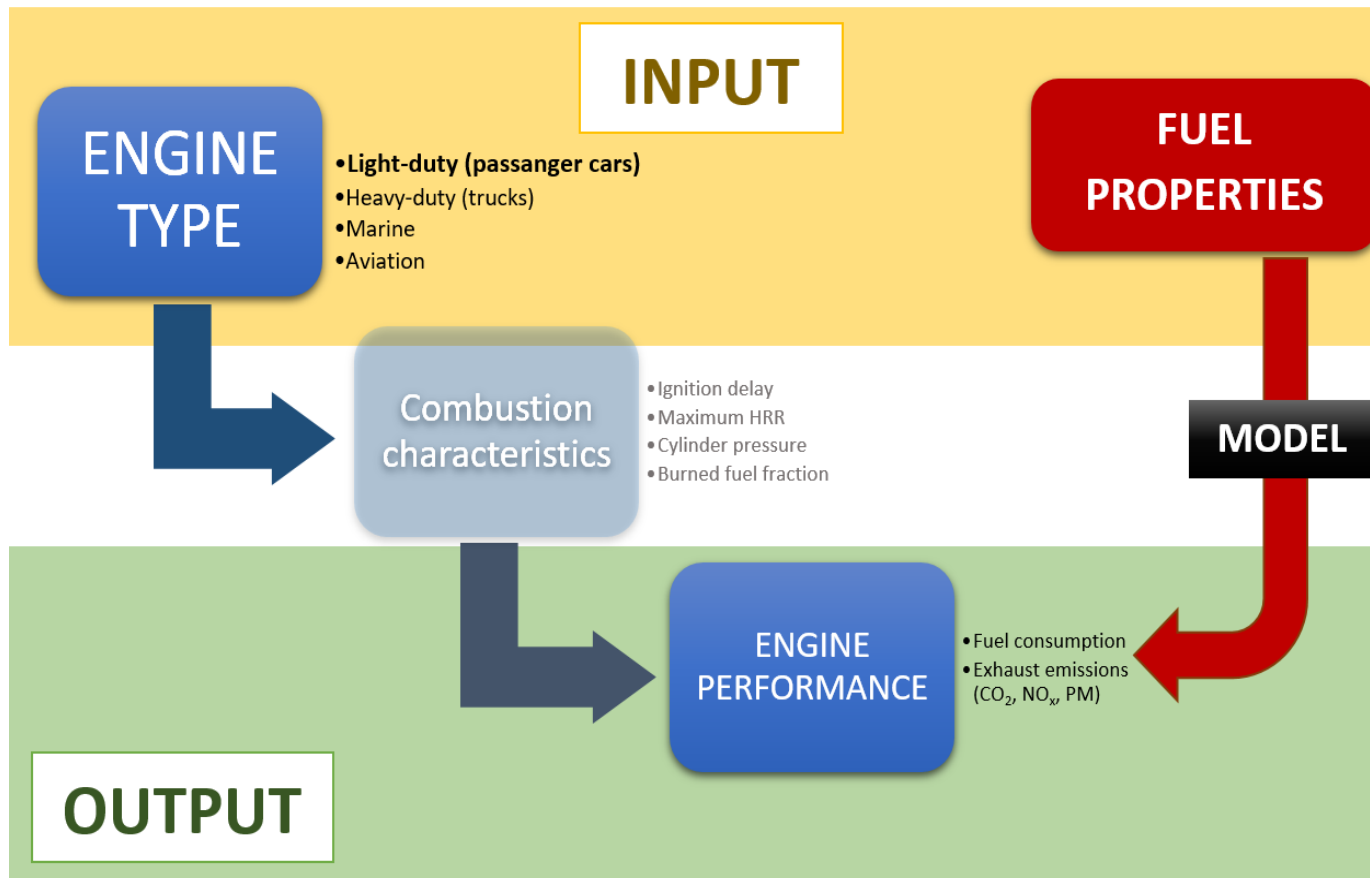 INPUT
ENGINE
TYPE
•Light-duty (passanger cars)
•Heavy-duty (trucks)
•Marine
•Aviation
FUEL
PROPERTIES
Combustion
characteristics
•Ignition delay
•Maximum HRR
•Cylinder pressure
•Burned fuel fraction
MODEL
ENGINE
PERFORMANCE
•Fuel consumption
•Exhaust emissions
(CO₂, NOₓ, PM)
OUTPUT